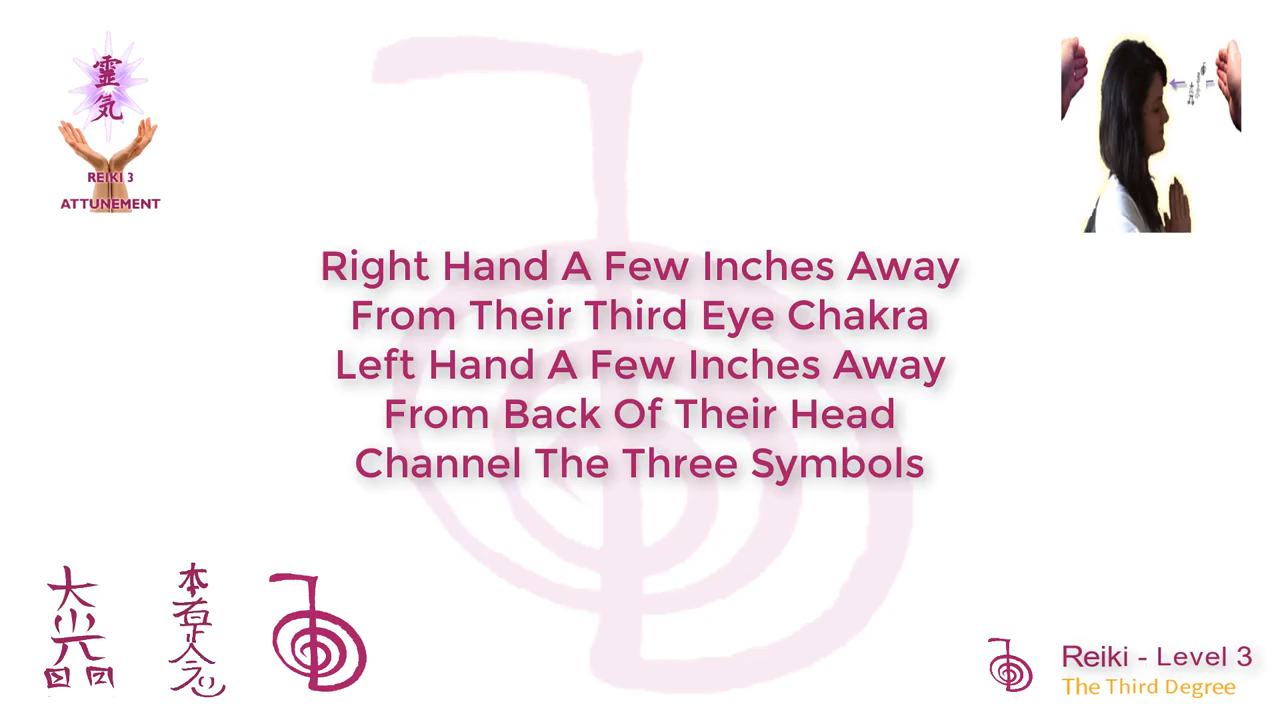 靈
気
REIKI 3
ATTUNEMENT
Right Hand A Few Inches Away
From Their Third Eye Chakra
Left Hand A Few Inches Away
From Back Of Their Head
Channel The Three Symbols
Reiki - Level 3
The Third Degree